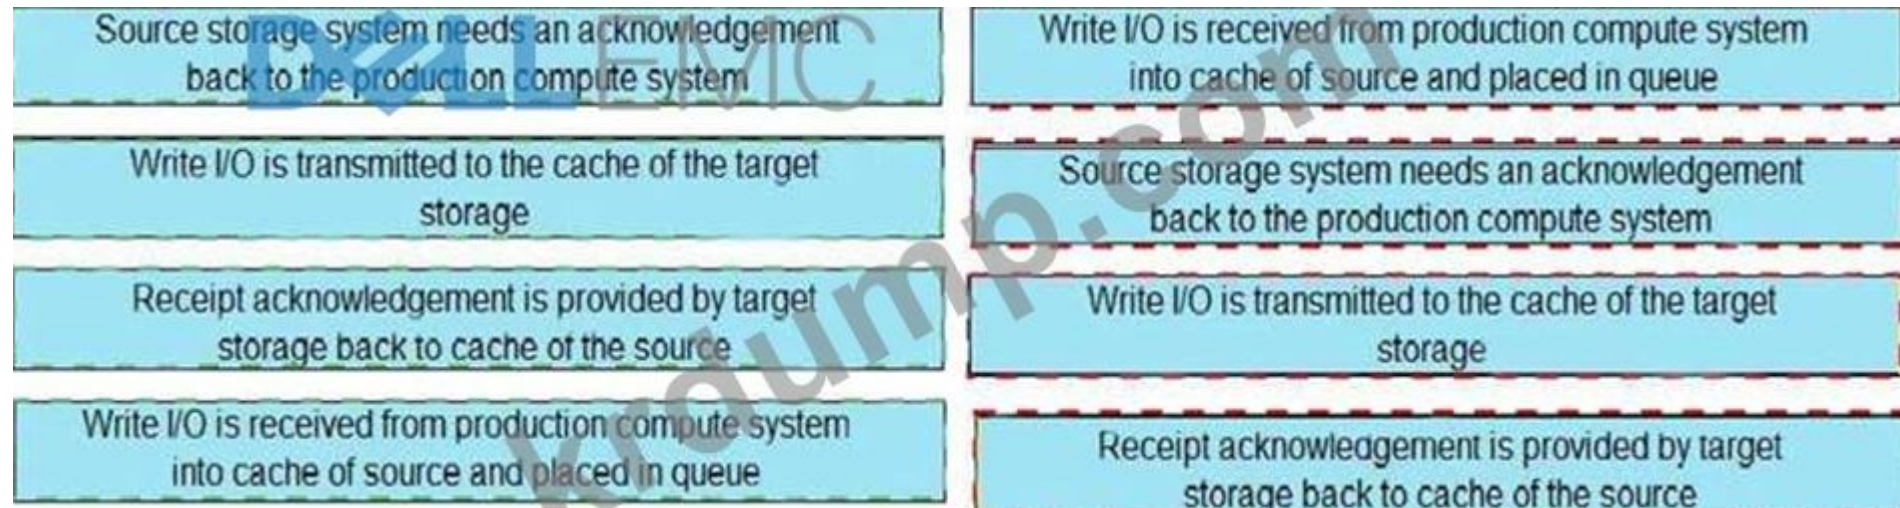 Source storage system needs an acknowledgement
back to the production compute system
Write I/O is transmitted to the cache of the target
storage
Receipt acknowledgement is provided by target
storage back to cache of the source
Write I/O is received from production compute system
into cache of source and placed in queue
Write I/O is received from production compute system
into cache of source and placed in queue
Source storage system needs an acknowledgement
back to the production compute system
Write I/O is transmitted to the cache of the target
storage
Receipt acknowledgement is provided by target
storage back to cache of the source
DELL EMC
krdump.com